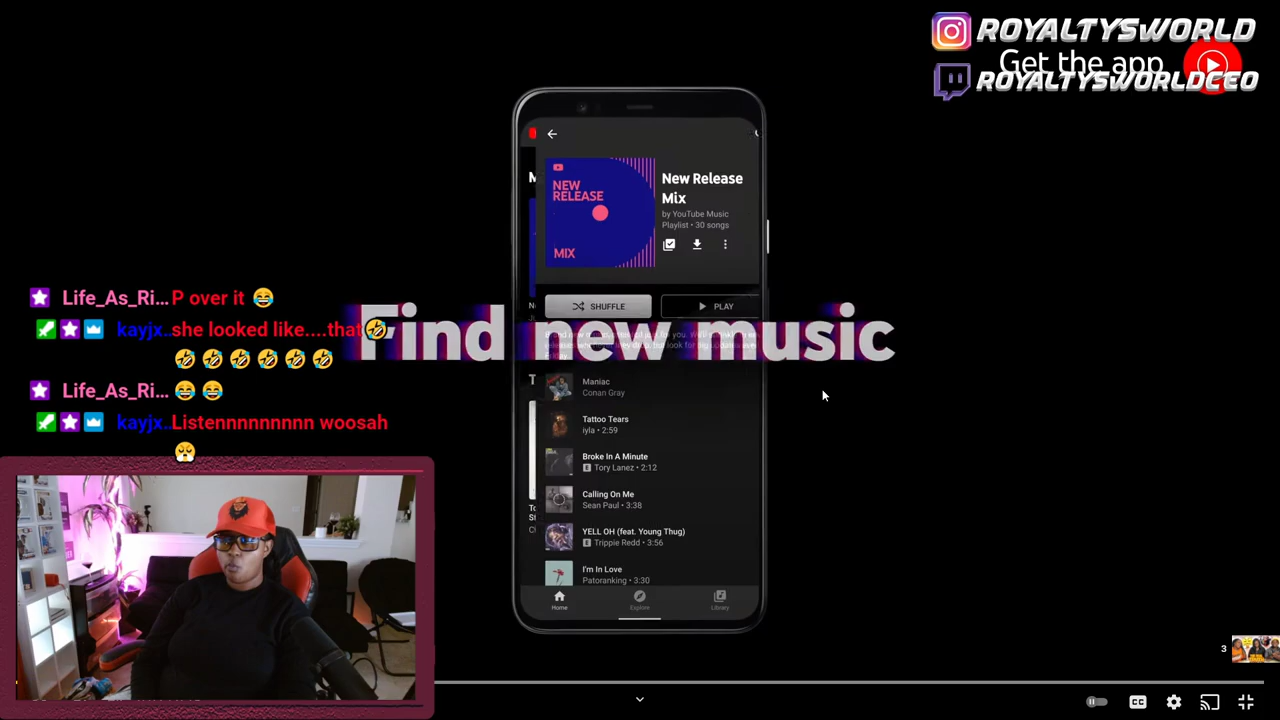 ROYALTYSWORLD
Get the app
ROYALTYSWORLDCEO
New Release
Mix
by YouTube Music
Playlist • 30 songs
NEW
RELEASE
MIX
SHUFFLE
PLAY
Find new music
Maniac
Conan Gray
Tattoo Tears
iyla • 2:59
Broke In A Minute
E Tory Lanez • 2:12
Calling On Me
Sean Paul • 3:38
YELL OH (feat. Young Thug)
E Trippie Redd • 3:56
I'm In Love
Patoranking • 3:30
Home
Explore
Library
Life_As_Ri... P over it 😂
kayjx.. she looked like....that🤣
🤣🤣🤣🤣🤣🤣
Life_As_Ri... 😂😂
kayjx.. Listennnnnnnnn woosah
😤
3
CC